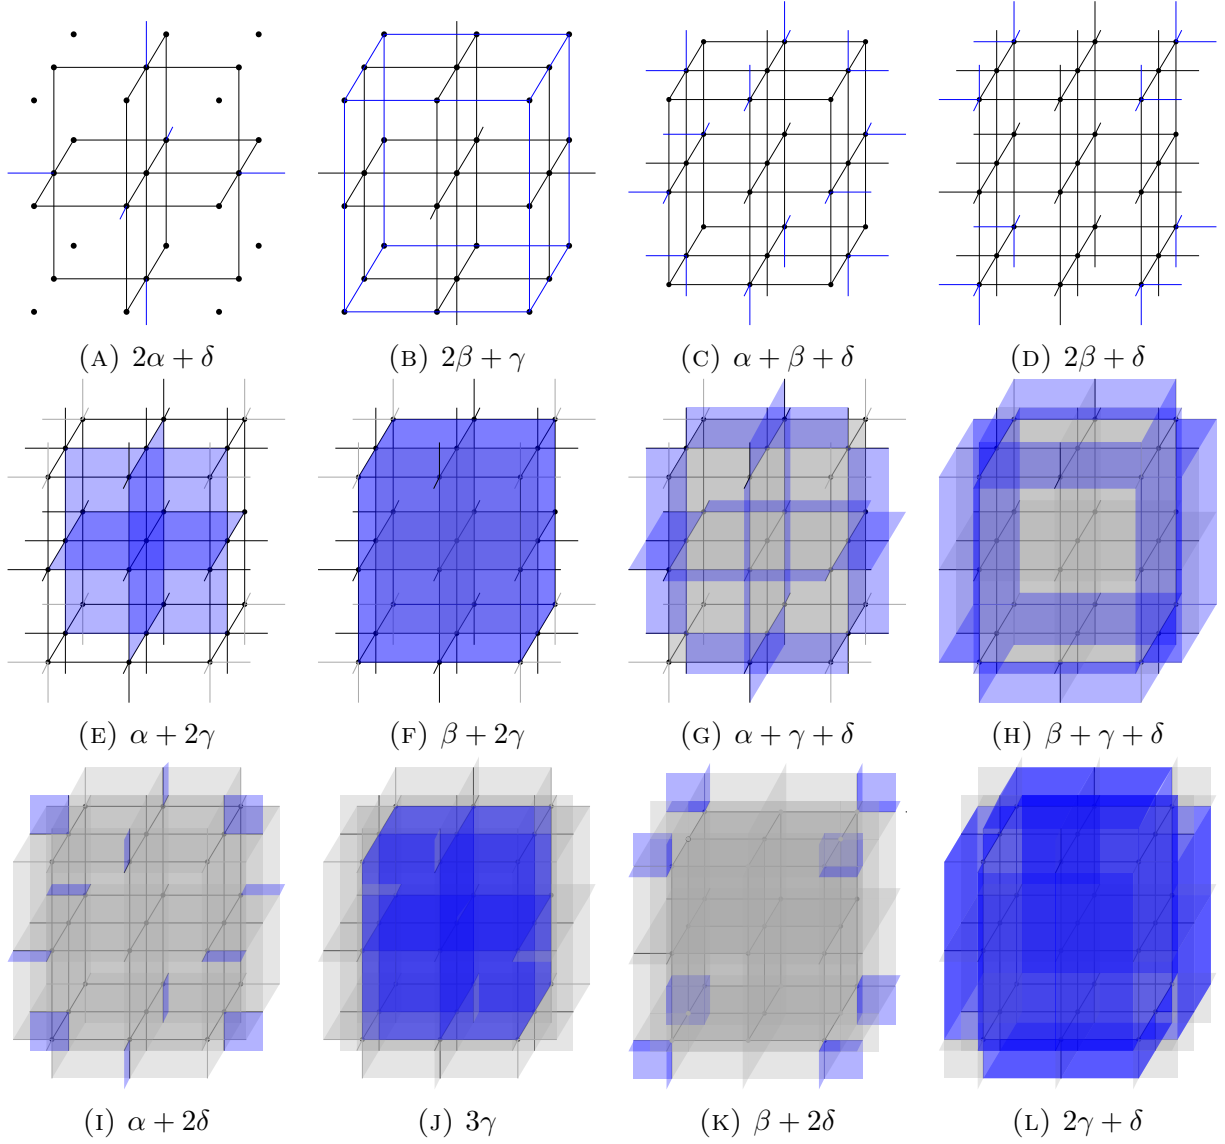 (A) 2α + δ
(B) 2β + γ
(C) α + β + δ
(D) 2β + δ
(E) α + 2γ
(F) β + 2γ
(G) α + γ + δ
(H) β + γ + δ
(I) α + 2δ
(J) 3γ
(K) β + 2δ
(L) 2γ + δ